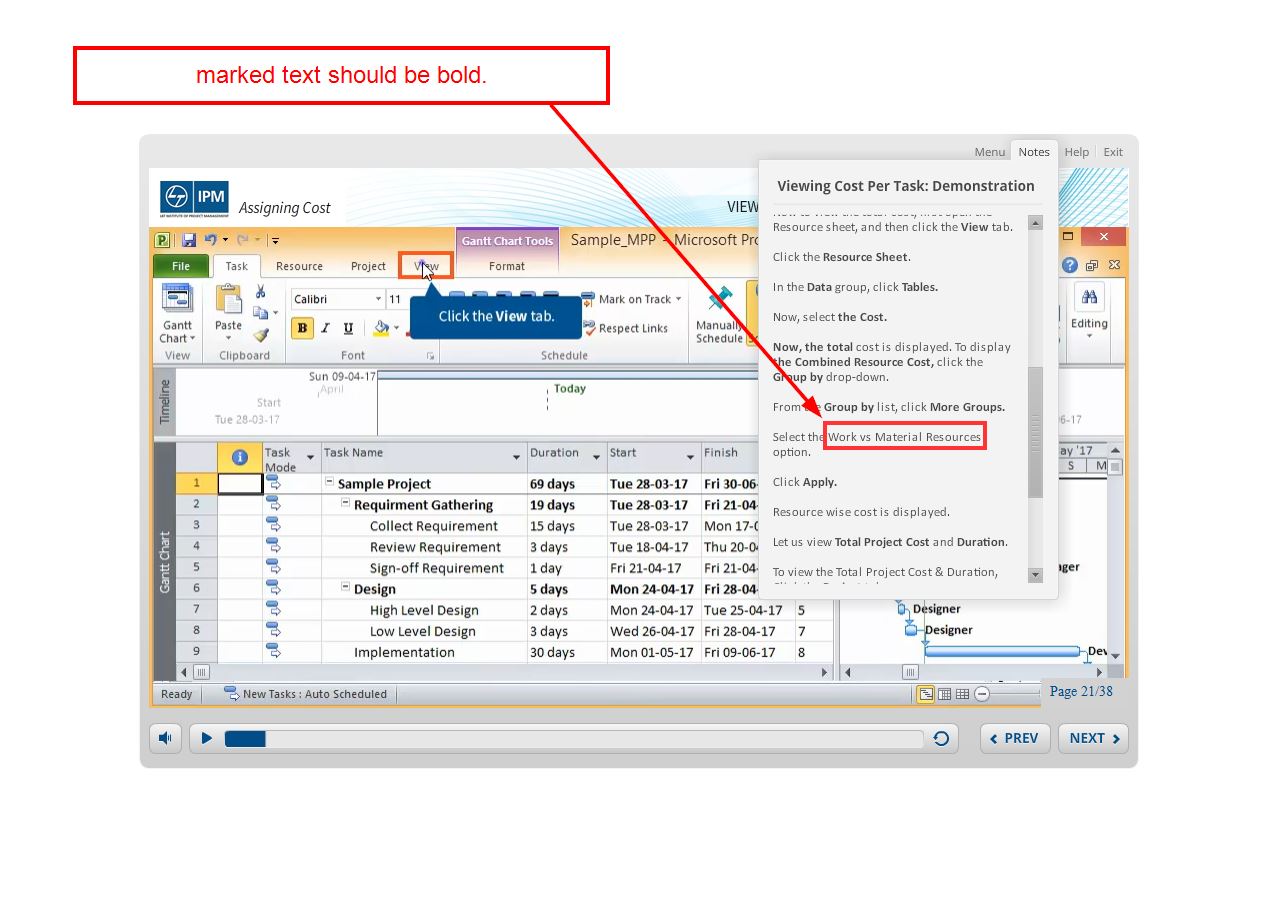 marked text should be bold.
Menu Notes Help Exit
IPM
L&T INSTITUTE OF PROJECT MANAGEMENT
Assigning Cost
VIEW
Viewing Cost Per Task: Demonstration
Resource sheet, and then click the View tab.
Click the Resource Sheet.
In the Data group, click Tables.
Now, select the Cost.
Now, the total cost is displayed. To display
the Combined Resource Cost, click the
Group by drop-down.
From the Group by list, click More Groups.
Select the Work vs Material Resources
option.
Click Apply.
Resource wise cost is displayed.
Let us view Total Project Cost and Duration.
To view the Total Project Cost & Duration,
Gantt Chart Tools Sample_MPP - Microsoft Pro
File Task Resource Project View Format
Calibri 11 Mark on Track
Click the View tab.
Gantt Chart Paste B I U Respect Links Manually Schedule Editing
View Clipboard Font Schedule
Timeline
Sun 09-04-17
April
Today
Start
Tue 28-03-17
6-17
Task Mode Task Name Duration Start Finish ay '17
S M
1 Sample Project 69 days Tue 28-03-17 Fri 30-06-
2 Requirment Gathering 19 days Tue 28-03-17 Fri 21-04-
3 Collect Requirement 15 days Tue 28-03-17 Mon 17-0
4 Review Requirement 3 days Tue 18-04-17 Thu 20-04
5 Sign-off Requirement 1 day Fri 21-04-17 Fri 21-04- ager
6 Design 5 days Mon 24-04-17 Fri 28-04-
7 High Level Design 2 days Mon 24-04-17 Tue 25-04-17 5 Designer
8 Low Level Design 3 days Wed 26-04-17 Fri 28-04-17 7 Designer
9 Implementation 30 days Mon 01-05-17 Fri 09-06-17 8 Dev
Gantt Chart
Ready New Tasks : Auto Scheduled
Page 21/38
PREV NEXT